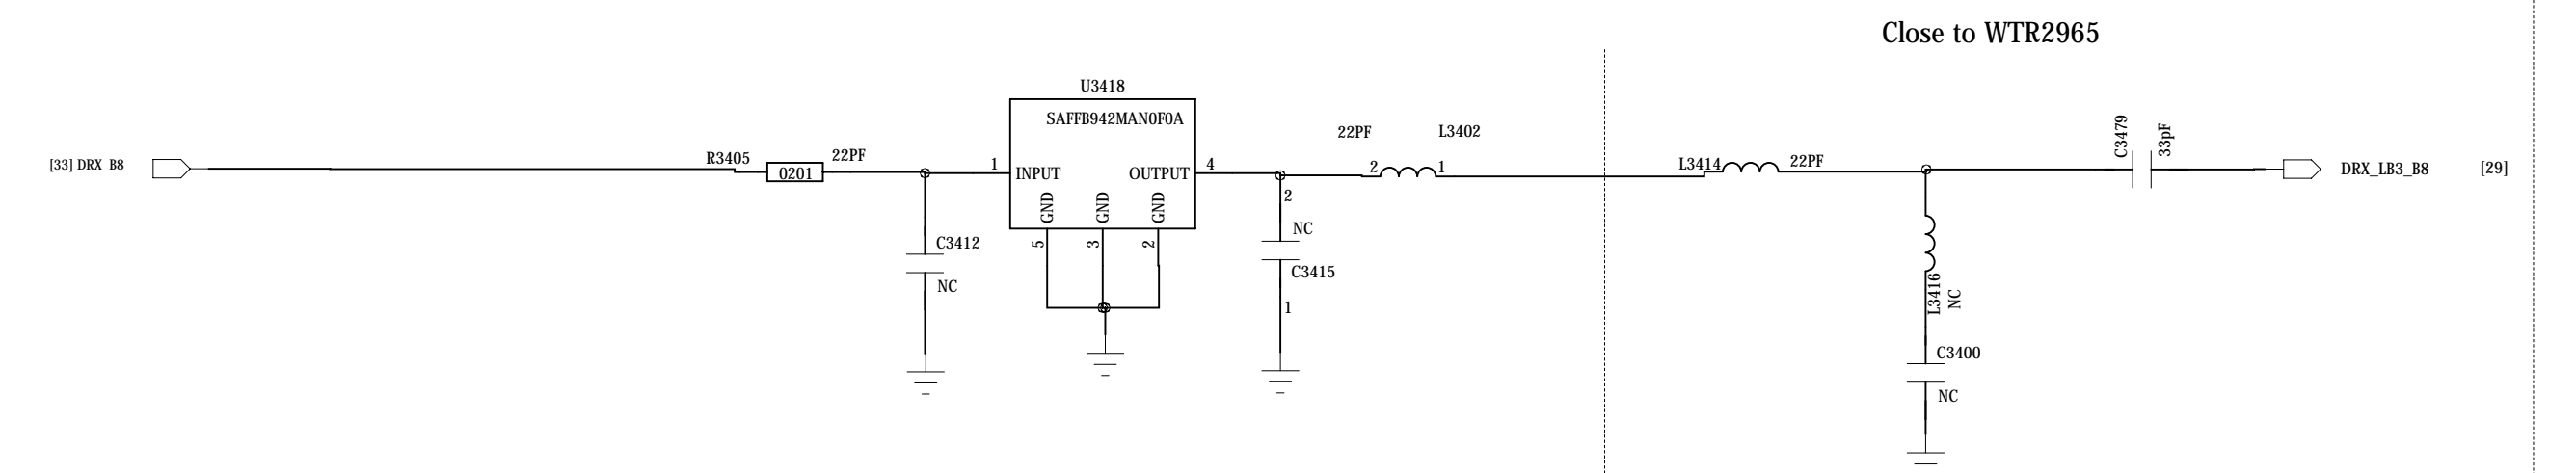 Close to WTR2965
U3418
SAFFB942MAN0F0A
[33] DRX_B8
R3405
0201
22PF
1
INPUT
OUTPUT
4
GND
GND
GND
5
3
2
C3412
NC
2
NC
C3415
1
22PF
L3402
2
1
L3414
22PF
L3416
NC
C3400
NC
C3479
33pF
DRX_LB3_B8
[29]